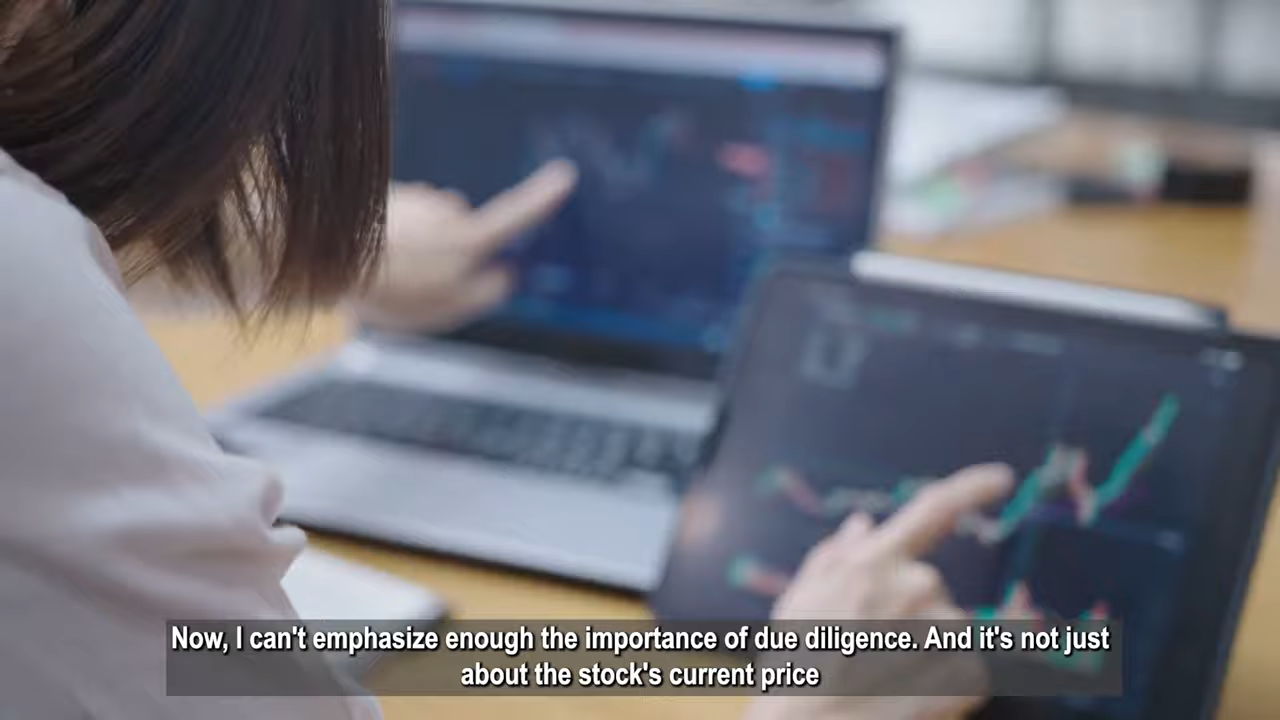 Now, I can't emphasize enough the importance of due diligence. And it's not just
about the stock's current price